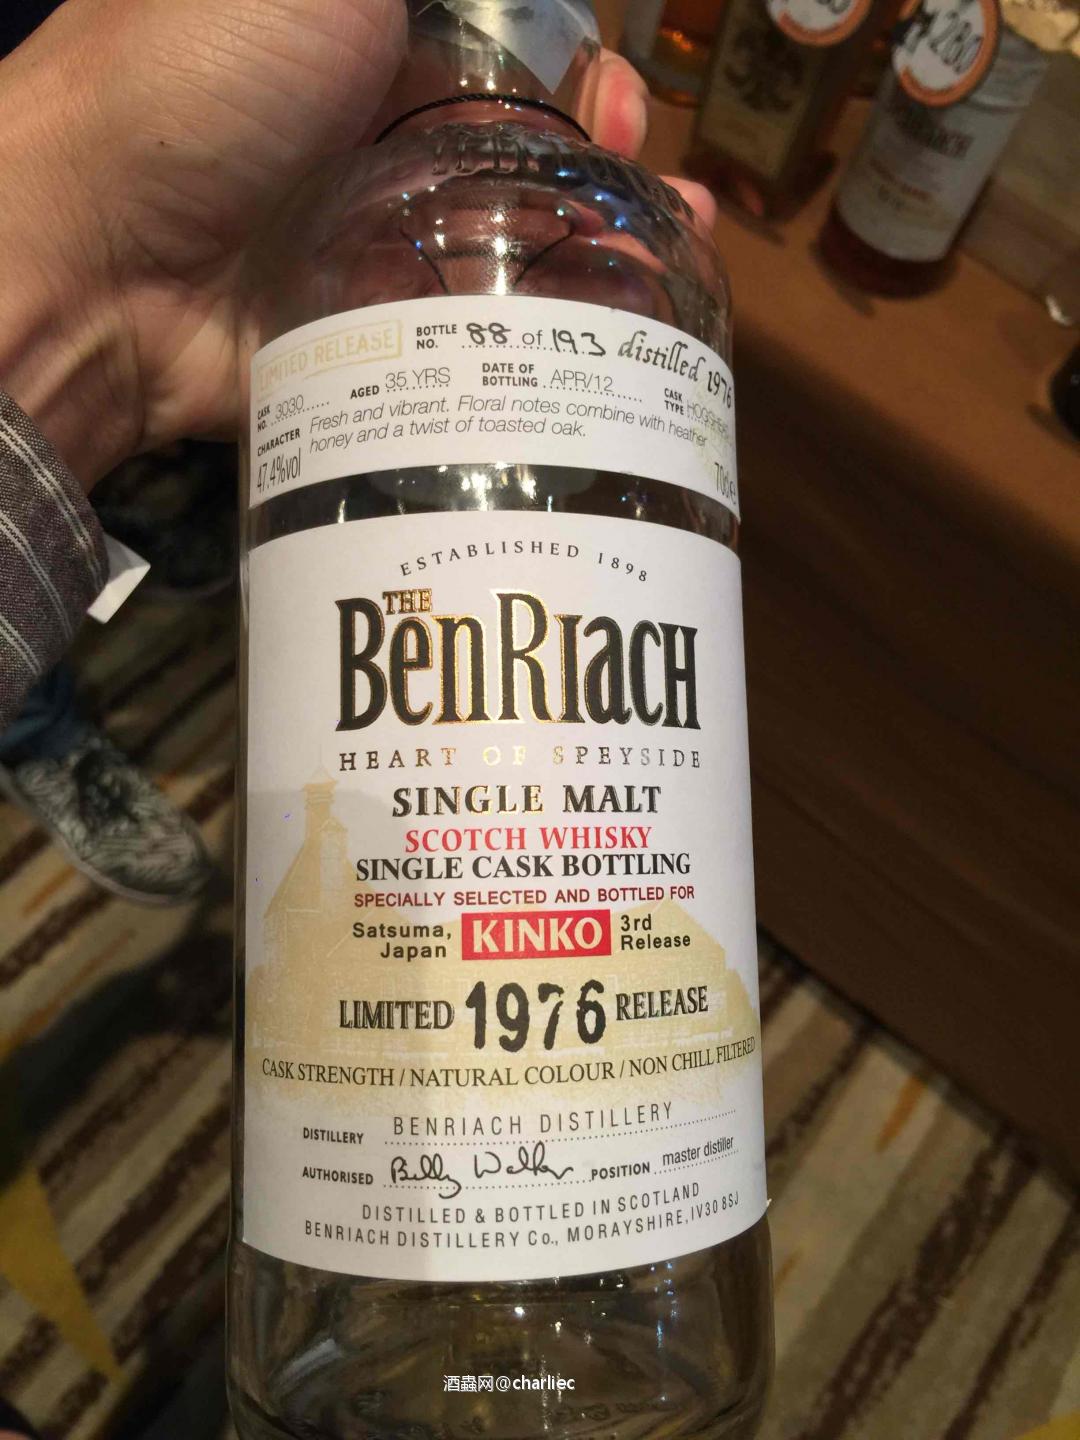 LIMITED RELEASE
BOTTLE NO. 88 of 193
distilled 1976
CASK NO. 3030
AGED 35 YRS
DATE OF BOTTLING APR/12
CASK TYPE
CHARACTER Fresh and vibrant. Floral notes combine with heather
honey and a twist of toasted oak.
47.4%vol
ESTABLISHED 1898
THE
BENRIACH
HEART OF SPEYSIDE
SINGLE MALT
SCOTCH WHISKY
SINGLE CASK BOTTLING
SPECIALLY SELECTED AND BOTTLED FOR
Satsuma, Japan KINKO 3rd Release
LIMITED 1976 RELEASE
CASK STRENGTH / NATURAL COLOUR / NON CHILL FILTERED
DISTILLERY BENRIACH DISTILLERY
AUTHORISED Billy Walker POSITION master distiller
DISTILLED & BOTTLED IN SCOTLAND
BENRIACH DISTILLERY Co., MORAYSHIRE, IV30 8SJ
酒蟲网@charliec